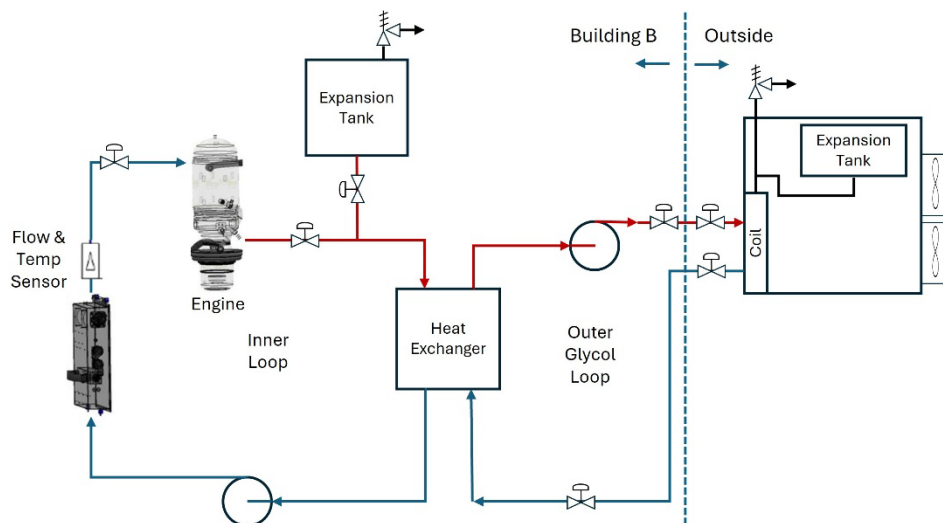 Building B
Outside
Expansion
Tank
Expansion
Tank
Flow &
Temp
Sensor
Engine
Coil
Inner
Loop
Heat
Exchanger
Outer
Glycol
Loop